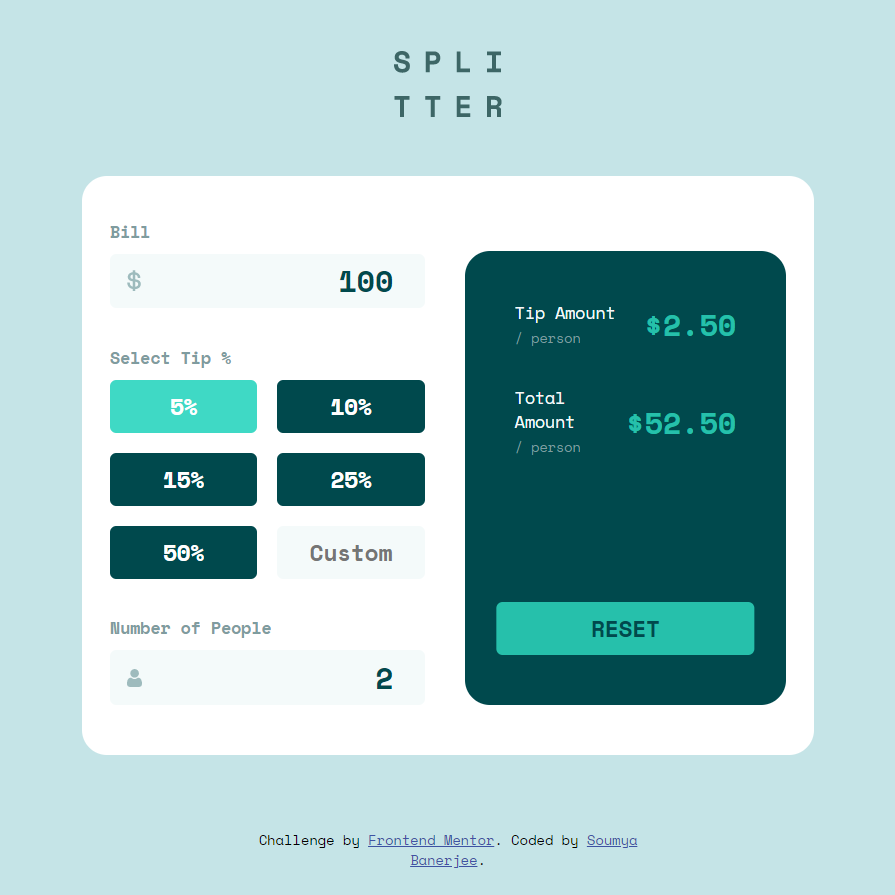 SPLI
TTER
Bill
$ 100
Select Tip %
5% 10%
15% 25%
50% Custom
Number of People
2
Tip Amount
/ person
$2.50
Total
Amount
/ person
$52.50
RESET
Challenge by Frontend Mentor. Coded by Soumya
Banerjee.